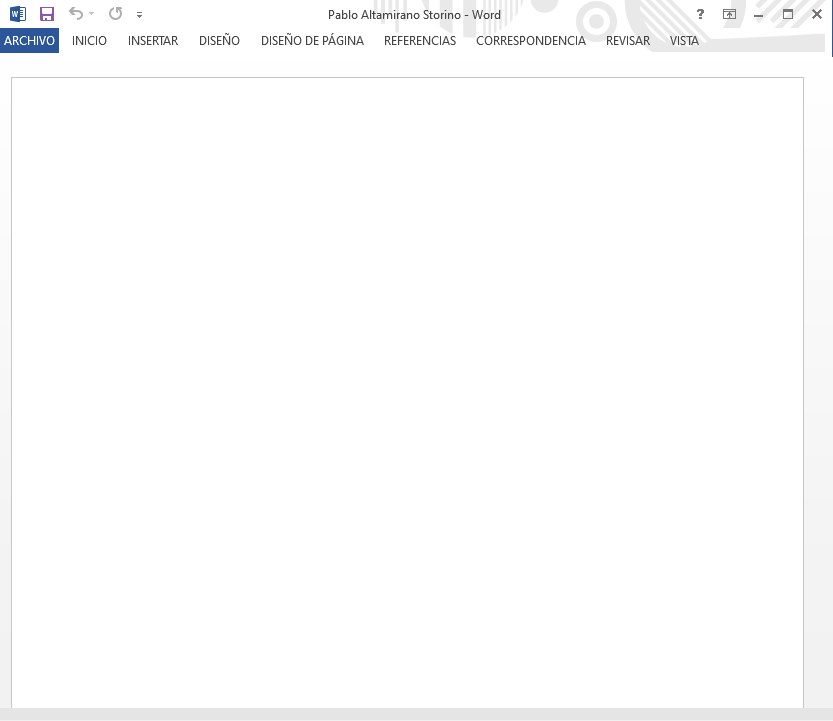 Pablo Altamirano Storino - Word
ARCHIVO INICIO INSERTAR DISEÑO DISEÑO DE PÁGINA REFERENCIAS CORRESPONDENCIA REVISAR VISTA